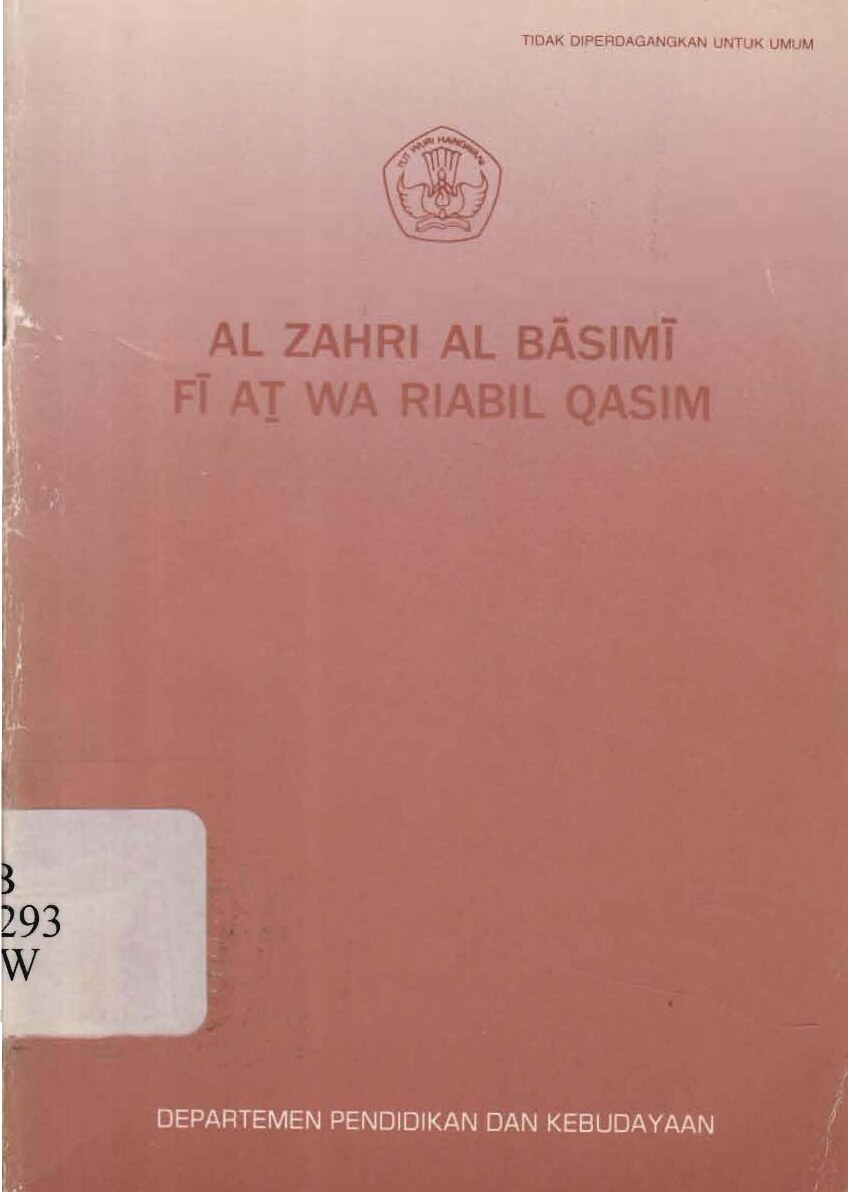 TIDAK DIPERDAGANGKAN UNTUK UMUM
TUT WURI HANDAYANI
AL ZAHRI AL BĀSIMĪ
FĪ AṮ WA RIABIL QASIM
B
293
W
DEPARTEMEN PENDIDIKAN DAN KEBUDAYAAN